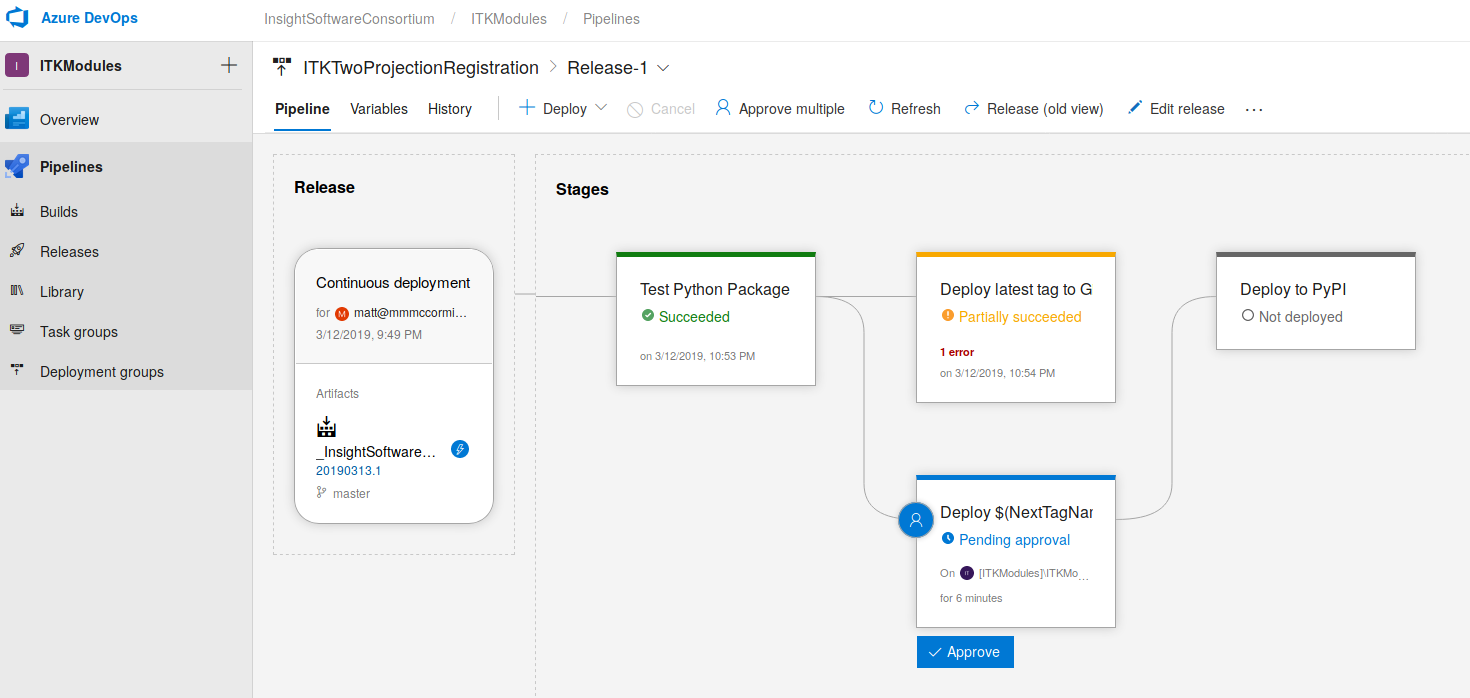 Azure DevOps
InsightSoftwareConsortium / ITKModules / Pipelines
I ITKModules
Overview
Pipelines
Builds
Releases
Library
Task groups
Deployment groups
ITKTwoProjectionRegistration > Release-1
Pipeline Variables History Deploy Cancel Approve multiple Refresh Release (old view) Edit release ...
Release
Continuous deployment
for M matt@mmmccormi...
3/12/2019, 9:49 PM
Artifacts
_InsightSoftware...
20190313.1
master
Stages
Test Python Package
Succeeded
on 3/12/2019, 10:53 PM
Deploy latest tag to G
Partially succeeded
1 error
on 3/12/2019, 10:54 PM
Deploy $(NextTagNar
Pending approval
On [ITKModules]\ITKMo...
for 6 minutes
Approve
Deploy to PyPI
Not deployed